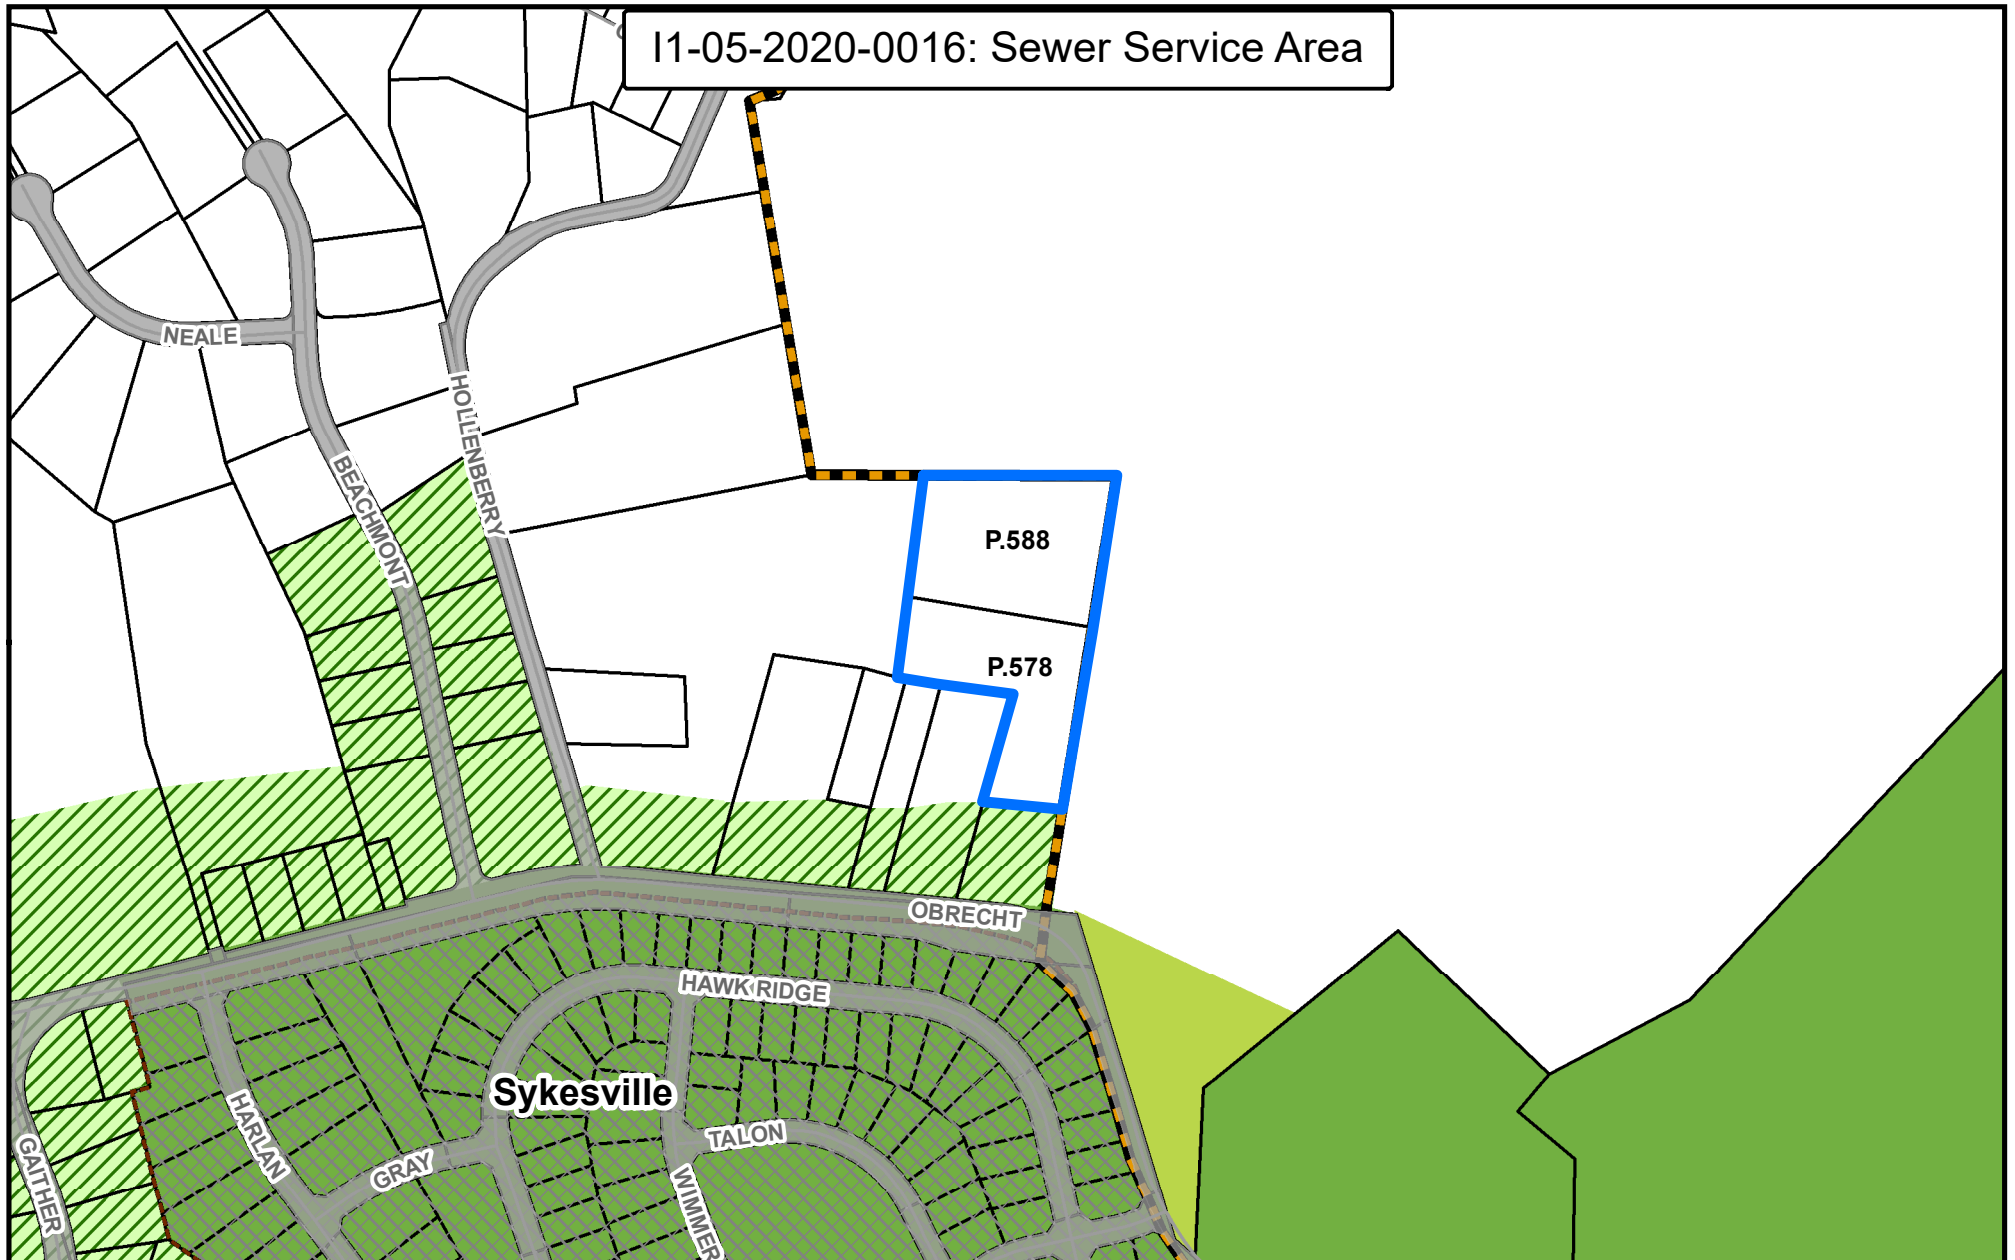 I1-05-2020-0016: Sewer Service Area
NEALE
HOLLENBERRY
BEACHMONT
P.588
P.578
OBRECHT
HAWK RIDGE
Sykesville
HARLAN
TALON
GRAY
GAITHER
WIMMER